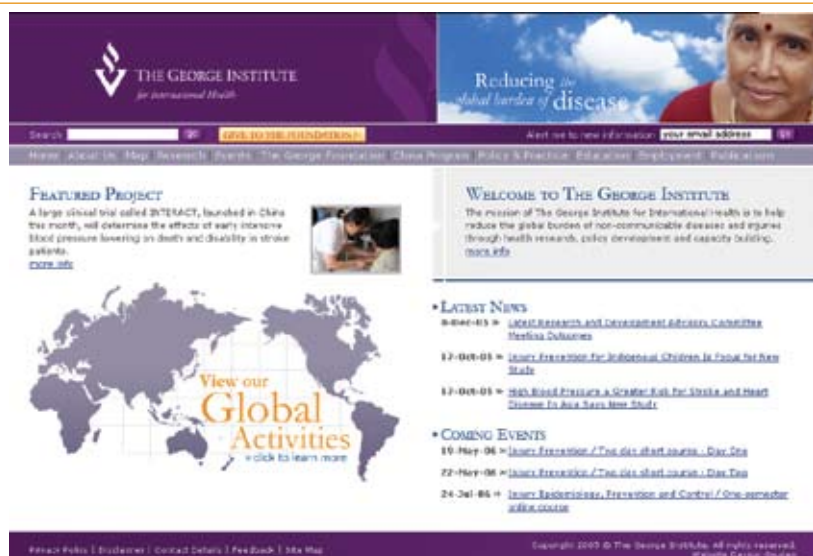 THE GEORGE INSTITUTE
for International Health
Reducing the
global burden of disease
Search
GIVE TO THE FOUNDATION
Alert me to new information
your email address
Home About Us Map Research Events The George Foundation China Program Policy & Practice Education Employment Publications
FEATURED PROJECT
A large clinical trial called INTERACT, launched in China
this month, will determine the effects of early intensive
blood pressure lowering on death and disability in stroke
patients.
more info
WELCOME TO THE GEORGE INSTITUTE
The mission of The George Institute for International Health is to help
reduce the global burden of non-communicable diseases and injuries
through health research, policy development and capacity building.
more info
View our
Global
Activities
click to learn more
LATEST NEWS
Latest Research and Development Advisory Committee
Meeting Outcomes
Injury Prevention for Indigenous Children Is Focus for New
Study
High Blood Pressure a Greater Risk for Stroke and Heart
Disease In Asia Says New Study
COMING EVENTS
19-May-06 » Injury Prevention / Two day short course - Day One
22-May-06 » Injury Prevention / Two day short course - Day Two
24-Jul-06 » Injury Epidemiology, Prevention and Control / One-semester
online course
Privacy Policy | Disclaimer | Contact Details | Feedback | Site Map
Copyright 2005 © The George Institute. All rights reserved.